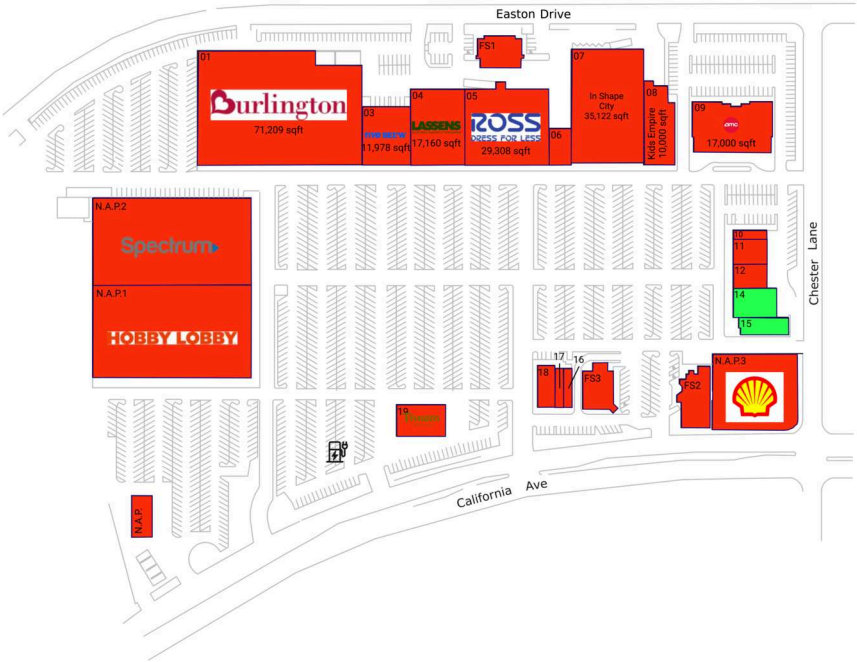 Easton Drive
FS1
01
Burlington
71,209 sqft
03
FIVE BELOW
11,978 sqft
04
LASSENS
17,160 sqft
05
ROSS
DRESS FOR LESS
29,308 sqft
06
07
In Shape
City
35,122 sqft
08
Kids Empire
10,000 sqft
09
amc
17,000 sqft
N.A.P.2
Spectrum
N.A.P.1
HOBBY LOBBY
10
11
12
14
15
Chester Lane
17
16
18
FS3
FS2
N.A.P.3
19
California Ave
N.A.P.